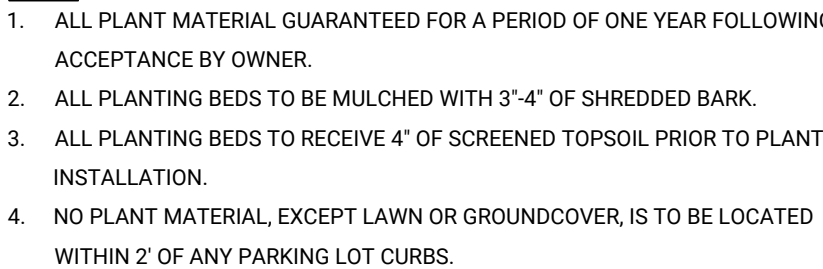 1. ALL PLANT MATERIAL GUARANTEED FOR A PERIOD OF ONE YEAR FOLLOWING
ACCEPTANCE BY OWNER.
2. ALL PLANTING BEDS TO BE MULCHED WITH 3"-4" OF SHREDDED BARK.
3. ALL PLANTING BEDS TO RECEIVE 4" OF SCREENED TOPSOIL PRIOR TO PLANT
INSTALLATION.
4. NO PLANT MATERIAL, EXCEPT LAWN OR GROUNDCOVER, IS TO BE LOCATED
WITHIN 2' OF ANY PARKING LOT CURBS.